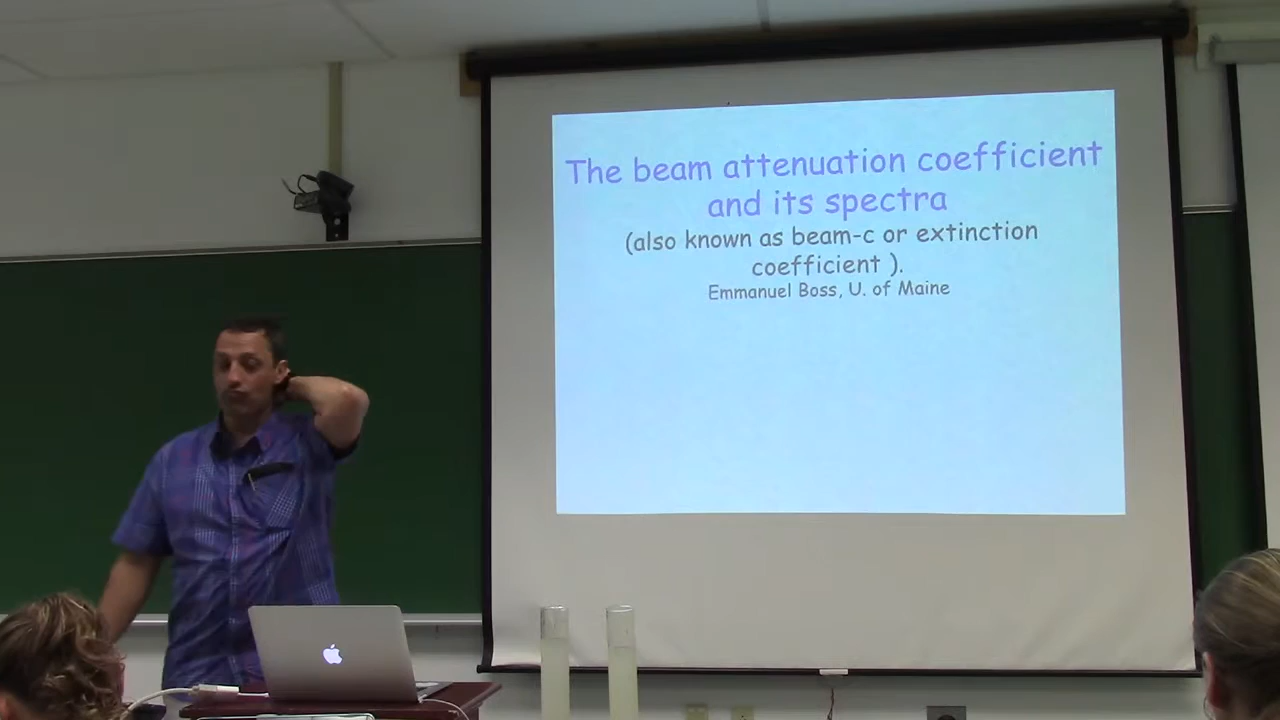 The beam attenuation coefficient
and its spectra
(also known as beam-c or extinction
coefficient ).
Emmanuel Boss, U. of Maine